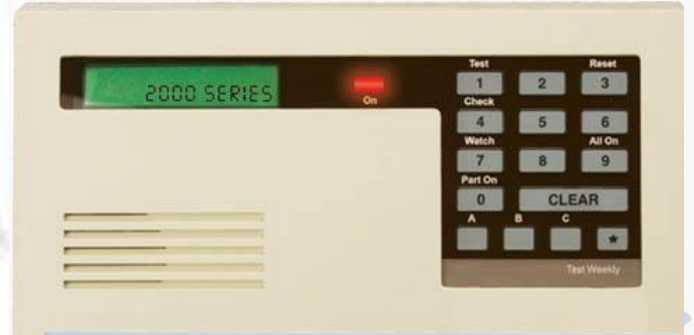 2000 SERIES
On
Test Reset
1 2 3
Check
4 5 6
Watch All On
7 8 9
Part On
0 CLEAR
A B C
*
Test Weekly